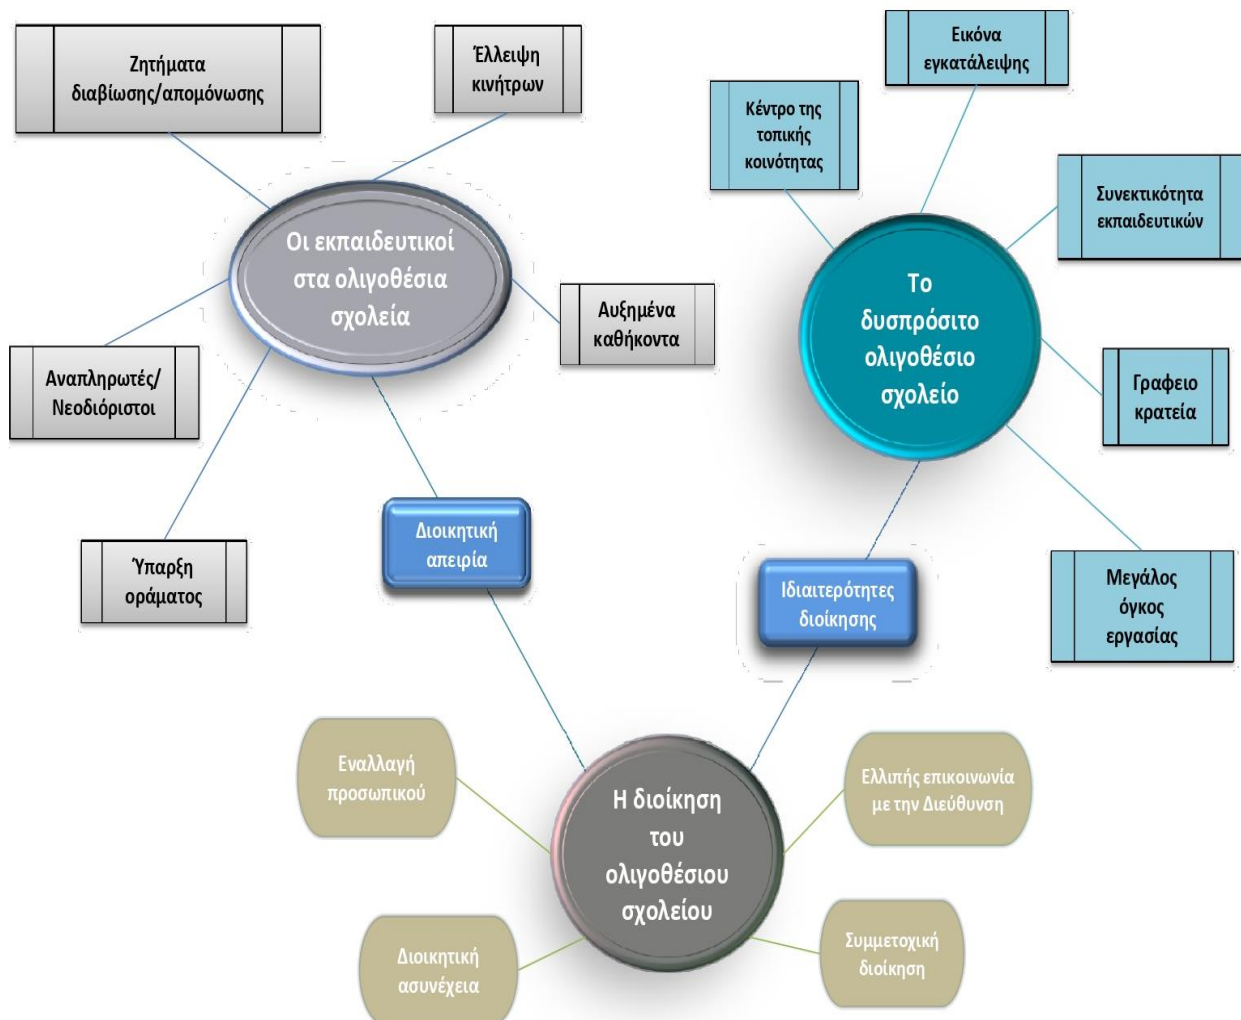 Ζητήματα
διαβίωσης/απομόνωσης
Έλλειψη
κινήτρων
Οι εκπαιδευτικοί
στα ολιγοθέσια
σχολεία
Αυξημένα
καθήκοντα
Αναπληρωτές/
Νεοδιόριστοι
Ύπαρξη
οράματος
Διοικητική
απειρία
Εικόνα
εγκατάλειψης
Κέντρο της
τοπικής
κοινότητας
Συνεκτικότητα
εκπαιδευτικών
Το
δυσπρόσιτο
ολιγοθέσιο
σχολείο
Γραφειο
κρατεία
Μεγάλος
όγκος
εργασίας
Ιδιαιτερότητες
διοίκησης
Εναλλαγή
προσωπικού
Ελλιπής επικοινωνία
με την Διεύθυνση
Η διοίκηση
του
ολιγοθέσιου
σχολείου
Διοικητική
ασυνέχεια
Συμμετοχική
διοίκηση